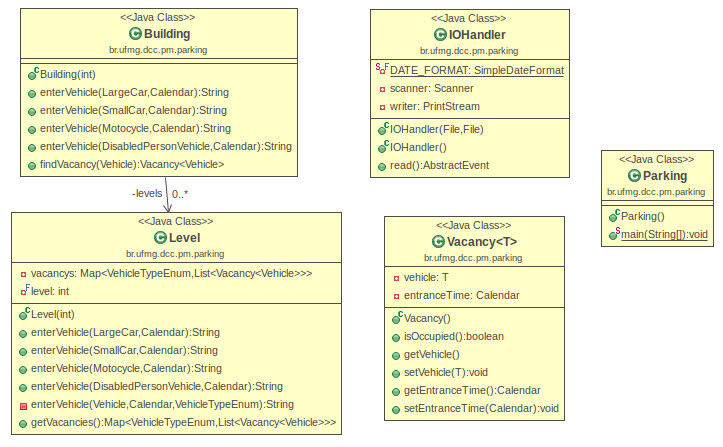 <<Java Class>>
Building
br.ufmg.dcc.pm.parking
Building(int)
enterVehicle(LargeCar,Calendar):String
enterVehicle(SmallCar,Calendar):String
enterVehicle(Motocycle,Calendar):String
enterVehicle(DisabledPersonVehicle,Calendar):String
findVacancy(Vehicle):Vacancy<Vehicle>
-levels 0..*
<<Java Class>>
Level
br.ufmg.dcc.pm.parking
vacancys: Map<VehicleTypeEnum,List<Vacancy<Vehicle>>>
level: int
Level(int)
enterVehicle(LargeCar,Calendar):String
enterVehicle(SmallCar,Calendar):String
enterVehicle(Motocycle,Calendar):String
enterVehicle(DisabledPersonVehicle,Calendar):String
enterVehicle(Vehicle,Calendar,VehicleTypeEnum):String
getVacancies():Map<VehicleTypeEnum,List<Vacancy<Vehicle>>>
<<Java Class>>
IOHandler
br.ufmg.dcc.pm.parking
DATE_FORMAT: SimpleDateFormat
scanner: Scanner
writer: PrintStream
IOHandler(File,File)
IOHandler()
read():AbstractEvent
<<Java Class>>
Vacancy<T>
br.ufmg.dcc.pm.parking
vehicle: T
entranceTime: Calendar
Vacancy()
isOccupied():boolean
getVehicle()
setVehicle(T):void
getEntranceTime():Calendar
setEntranceTime(Calendar):void
<<Java Class>>
Parking
br.ufmg.dcc.pm.parking
Parking()
main(String[]):void